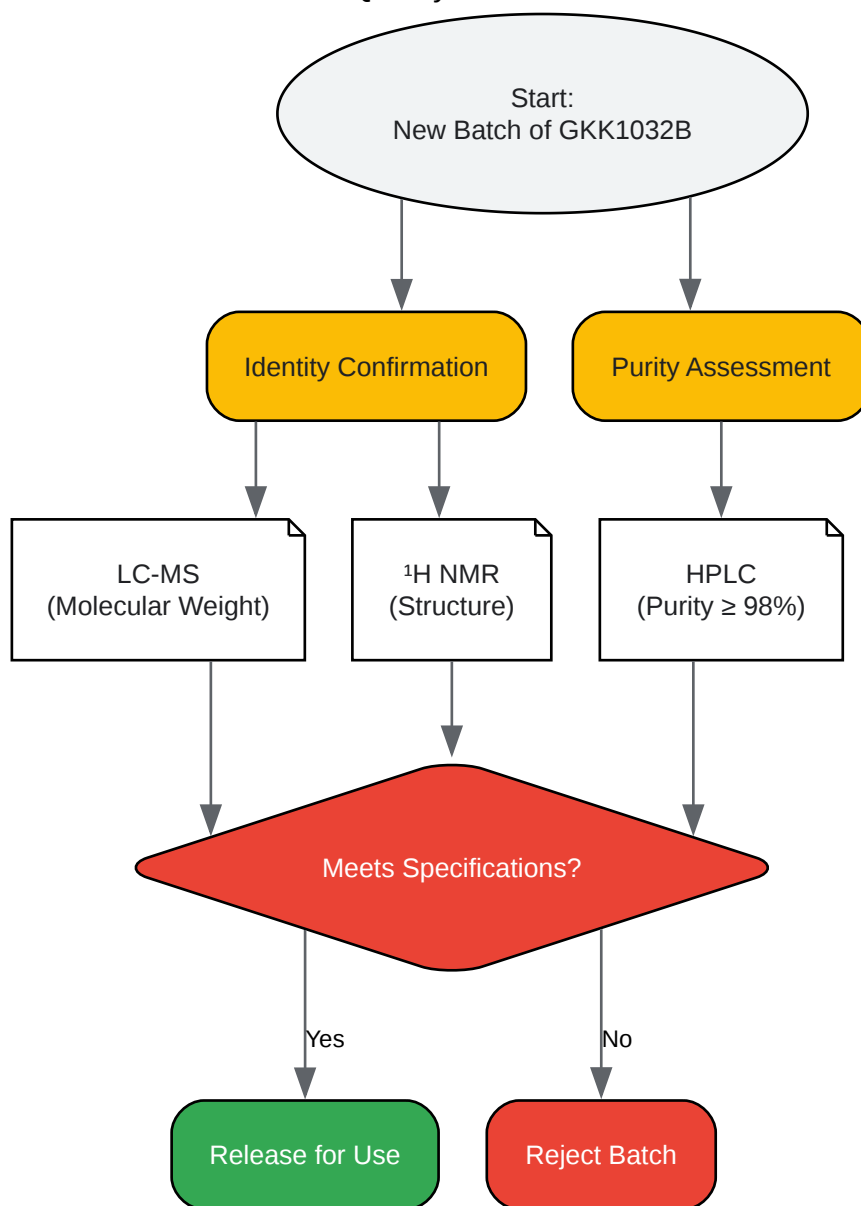 Start:
New Batch of GKK1032B
Identity Confirmation
Purity Assessment
LC-MS
(Molecular Weight)
¹H NMR
(Structure)
HPLC
(Purity ≥ 98%)
Meets Specifications?
Yes
No
Release for Use
Reject Batch